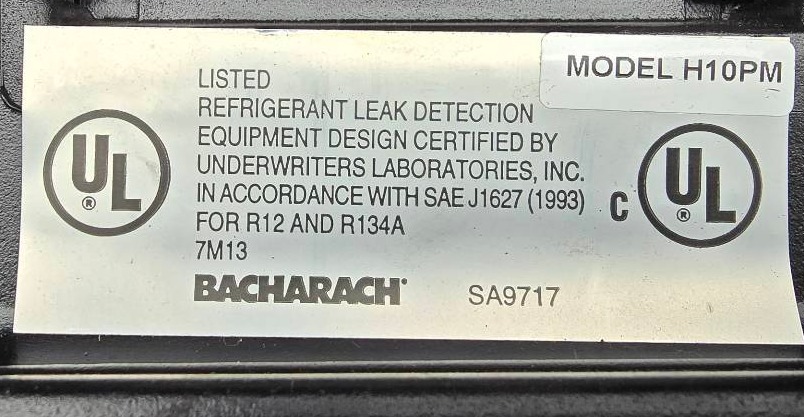 MODEL H10PM
LISTED
REFRIGERANT LEAK DETECTION
EQUIPMENT DESIGN CERTIFIED BY
UNDERWRITERS LABORATORIES, INC.
IN ACCORDANCE WITH SAE J1627 (1993)
FOR R12 AND R134A
7M13
BACHARACH®
SA9717
UL®
C UL®